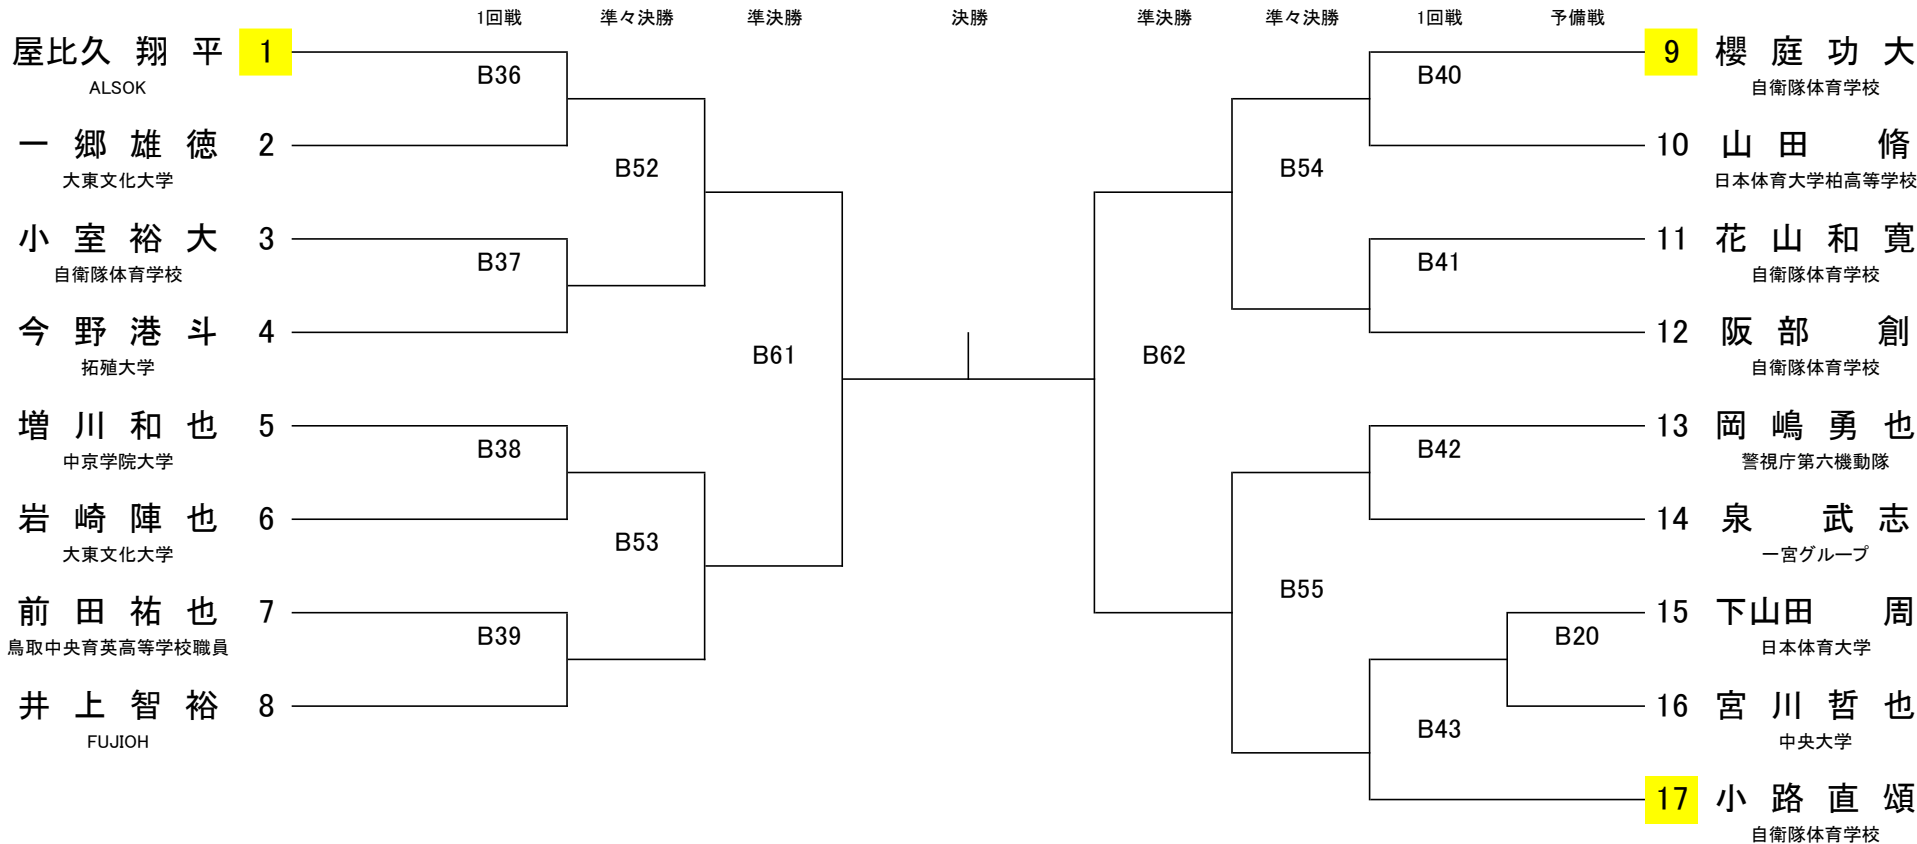 1回戦 準々決勝 準決勝 決勝 準決勝 準々決勝 1回戦 予備戦
屋比久 翔 平 1
ALSOK
B36
一 郷 雄 徳 2
大東文化大学
B52
小 室 裕 大 3
自衛隊体育学校
B37
今 野 港 斗 4
拓殖大学
B61
増 川 和 也 5
中京学院大学
B38
岩 崎 陣 也 6
大東文化大学
B53
前 田 祐 也 7
鳥取中央育英高等学校職員
B39
井 上 智 裕 8
FUJIOH
9 櫻 庭 功 大
自衛隊体育学校
B40
10 山 田 脩
日本体育大学柏高等学校
B54
11 花 山 和 寛
自衛隊体育学校
B41
12 阪 部 創
自衛隊体育学校
B62
13 岡 嶋 勇 也
警視庁第六機動隊
B42
14 泉 武 志
一宮グループ
B55
15 下山田 周
日本体育大学
B20
16 宮 川 哲 也
中央大学
B43
17 小 路 直 頌
自衛隊体育学校